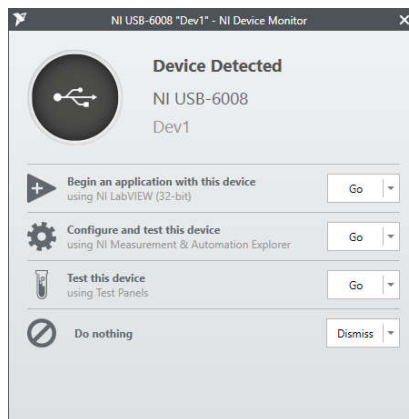 NI USB-6008 "Dev1" - NI Device Monitor
Device Detected
NI USB-6008
Dev1
Begin an application with this device
Go
using NI LabVIEW (32-bit)
Configure and test this device
Go
using NI Measurement & Automation Explorer
Test this device
Go
using Test Panels
Do nothing
Dismiss